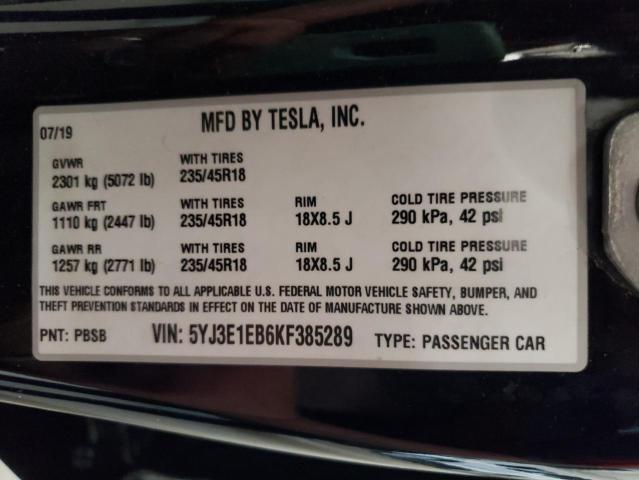 07/19 MFD BY TESLA, INC.
GVWR WITH TIRES
2301 kg (5072 lb) 235/45R18
GAWR FRT WITH TIRES RIM COLD TIRE PRESSURE
1110 kg (2447 lb) 235/45R18 18X8.5 J 290 kPa, 42 psi
GAWR RR WITH TIRES RIM COLD TIRE PRESSURE
1257 kg (2771 lb) 235/45R18 18X8.5 J 290 kPa, 42 psi
THIS VEHICLE CONFORMS TO ALL APPLICABLE U.S. FEDERAL MOTOR VEHICLE SAFETY, BUMPER, AND
THEFT PREVENTION STANDARDS IN EFFECT ON THE DATE OF MANUFACTURE SHOWN ABOVE.
PNT: PBSB VIN: 5YJ3E1EB6KF385289 TYPE: PASSENGER CAR